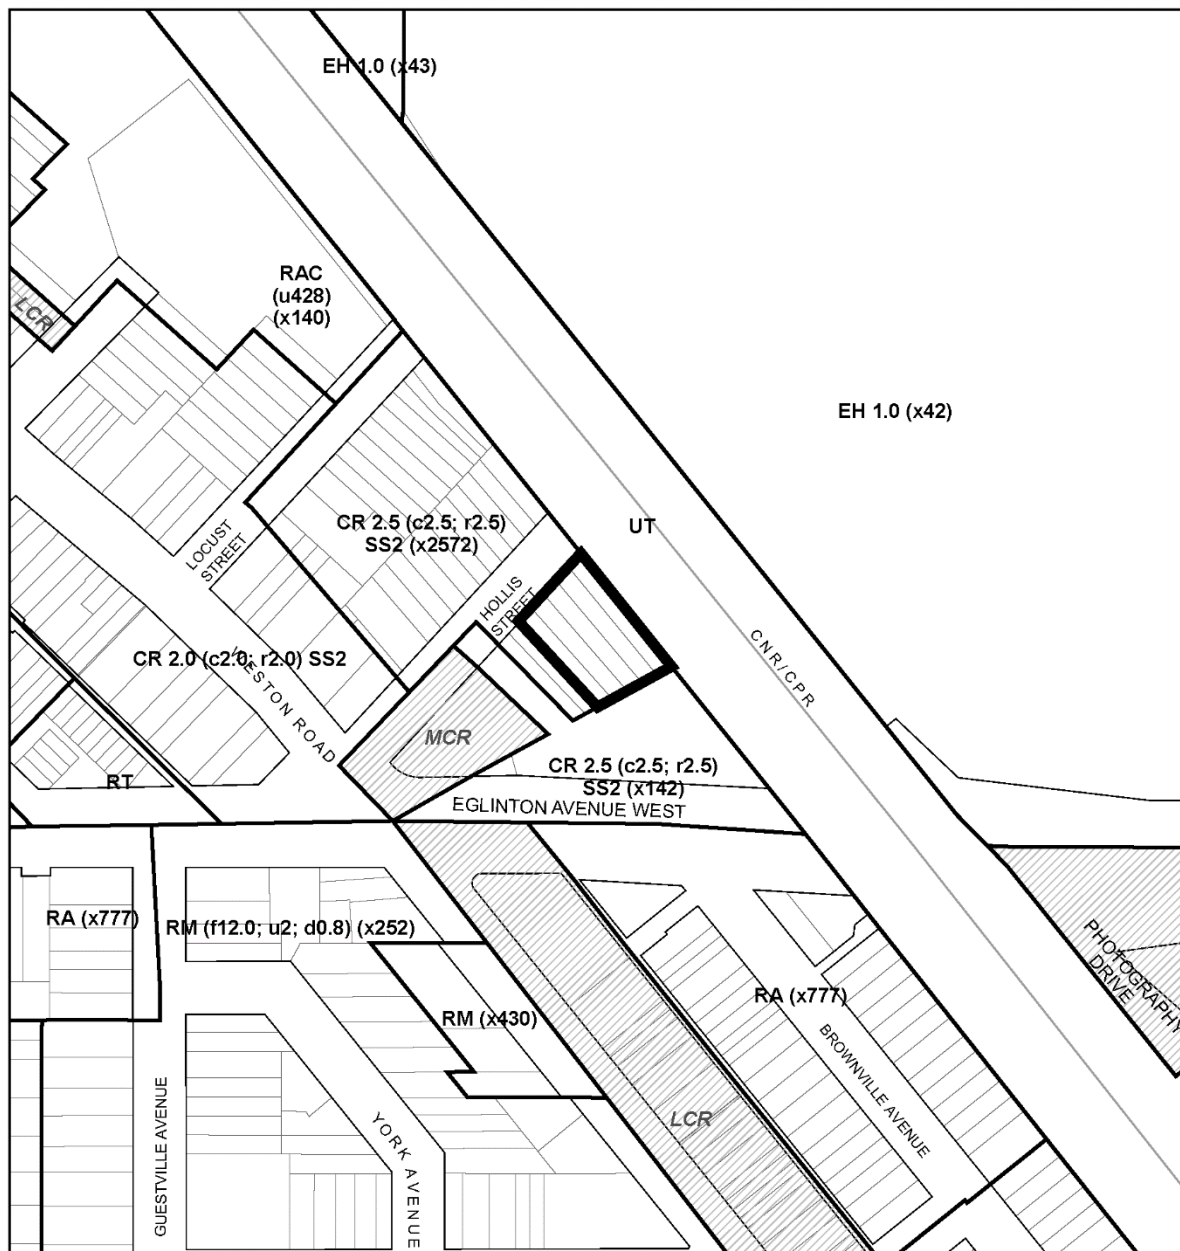 EH 1.0 (x43)
RAC
(u428)
(x140)
LCR
EH 1.0 (x42)
CR 2.5 (c2.5; r2.5)
SS2 (x2572)
UT
LOCUST
STREET
HOLLIS
STREET
CNR/CPR
CR 2.0 (c2.0; r2.0) SS2
WESTON ROAD
MCR
CR 2.5 (c2.5; r2.5)
SS2 (x142)
RT
EGLINTON AVENUE WEST
RA (x777)
RM (f12.0; u2; d0.8) (x252)
PHOTOGRAPHY
DRIVE
RA (x777)
RM (x430)
BROWNVILLE AVENUE
LCR
GUESTVILLE AVENUE
YORK AVENUE